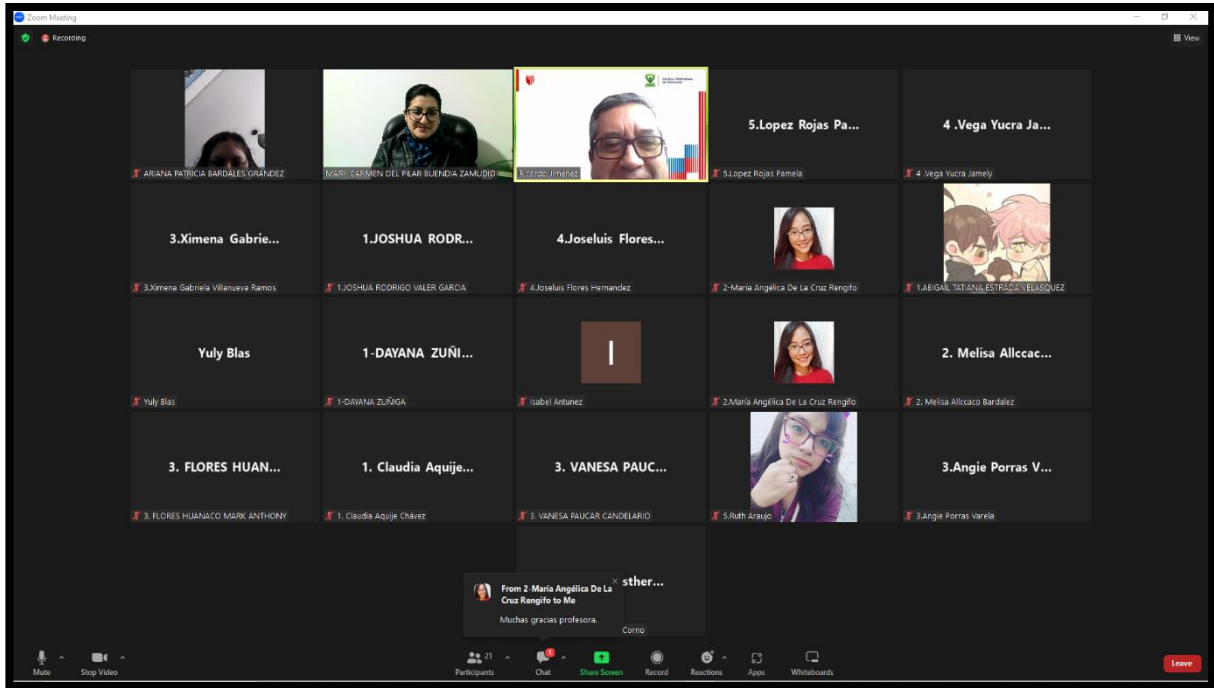 Zoom Meeting
Recording
View
ARIANA PATRICIA BARDALES GRANDEZ
MARY CARMEN DEL PILAR BUENDIA ZAMUDIO
Ricardo Jimenez
5.Lopez Rojas Pa...
5.Lopez Rojas Pamela
4 .Vega Yucra Ja...
4 .Vega Yucra Jamely
3.Ximena Gabrie...
3.Ximena Gabriela Villanueva Ramos
1.JOSHUA RODR...
1.JOSHUA RODRIGO VALER GARCIA
4.Joseluis Flores...
4.Joseluis Flores Hernandez
2-María Angélica De La Cruz Rengifo
1.ABIGAIL TATIANA ESTRADA VELASQUEZ
Yuly Blas
Yuly Blas
1-DAYANA ZUÑI...
1-DAYANA ZUÑIGA
I
Isabel Antunez
2.María Angélica De La Cruz Rengifo
2. Melisa Allccac...
2. Melisa Allccaco Bardalez
3. FLORES HUAN...
3. FLORES HUANACO MARK ANTHONY
1. Claudia Aquije...
1. Claudia Aquije Chávez
3. VANESA PAUC...
3. VANESA PAUCAR CANDELARIO
5.Ruth Araujo
3.Angie Porras V...
3.Angie Porras Varela
sther...
Corno
From 2-María Angélica De La
Cruz Rengifo to Me
Muchas gracias profesora.
Mute
Stop Video
Participants
21
Chat
1
Share Screen
Record
Reactions
Apps
Whiteboards
Leave